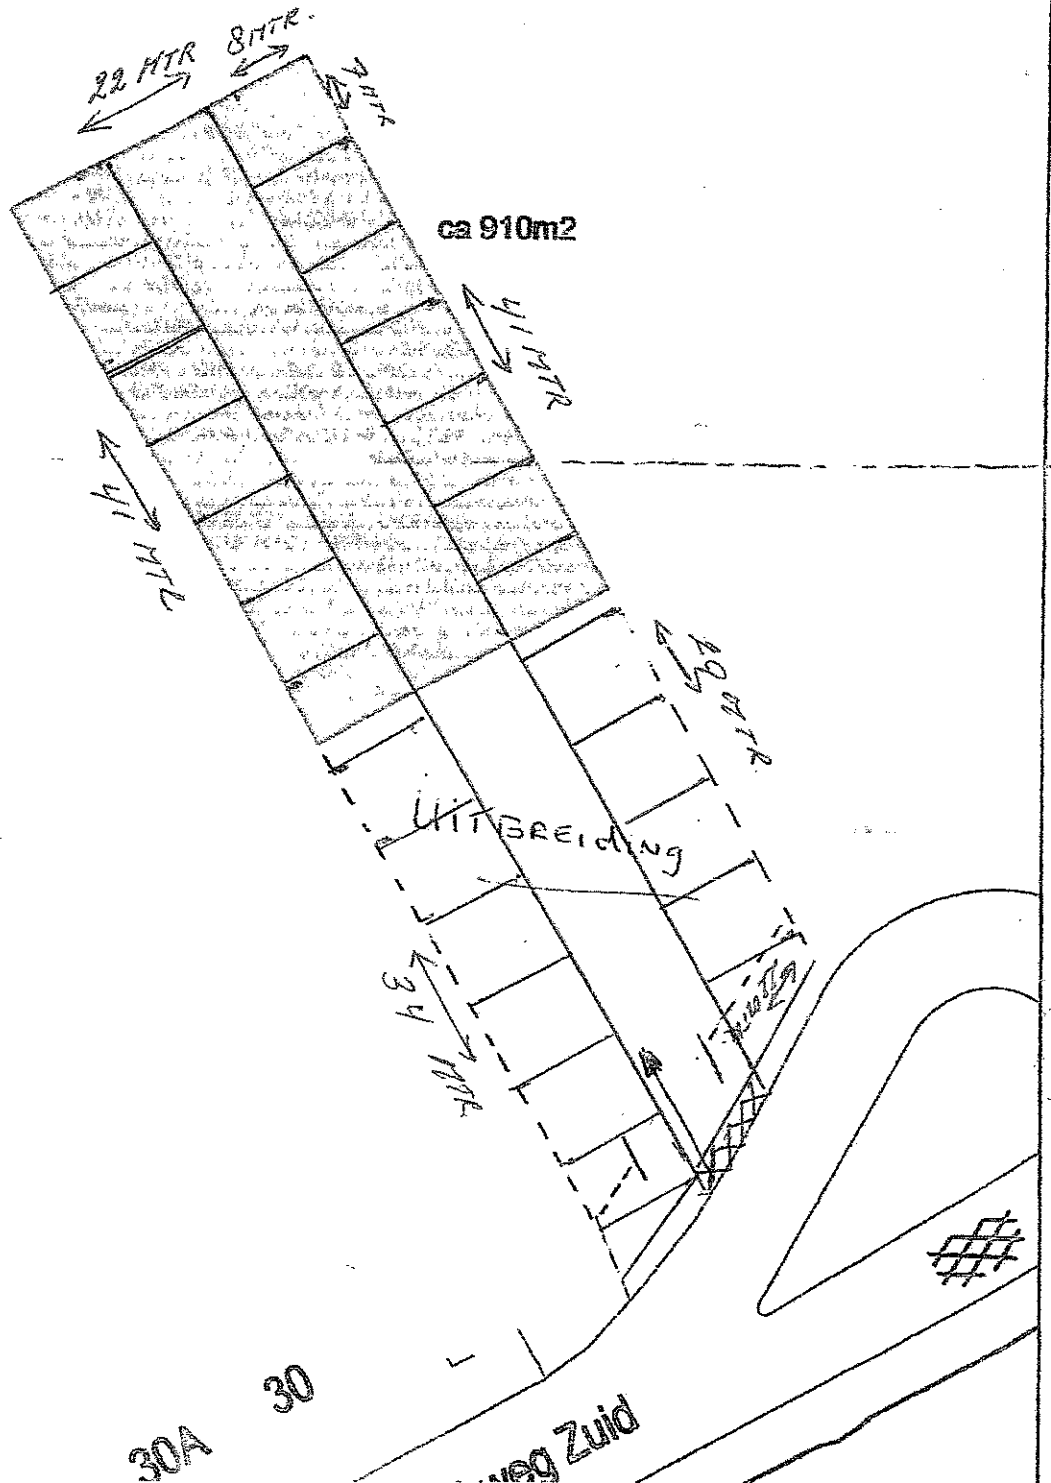 22 MTR
8 MTR.
7 MTR
ca 910m2
41 MTR
41 MTR
29 MTR
UITBREIDING
34 MTR
30
30A
weg Zuid